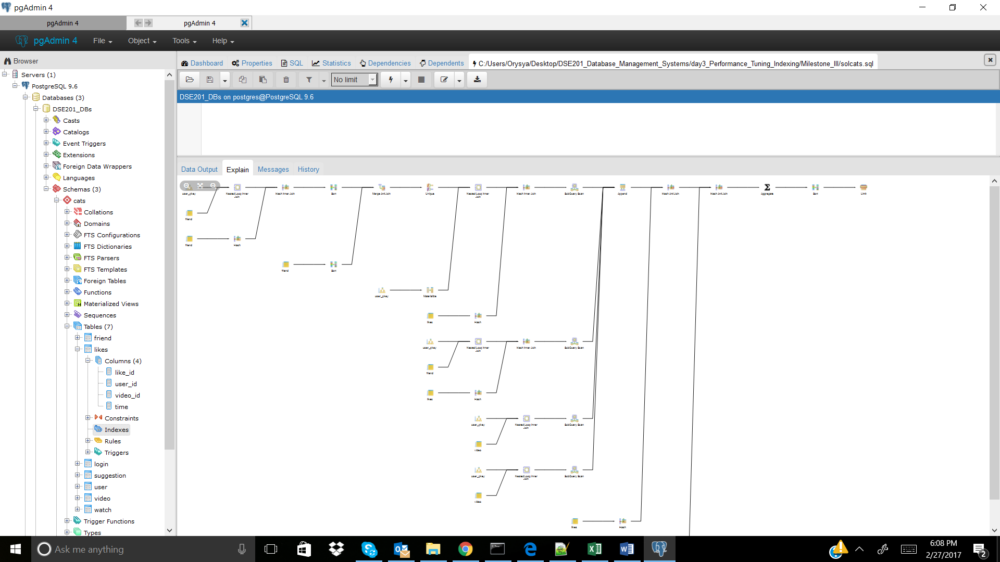 pgAdmin 4
pgAdmin 4
pgAdmin 4
pgAdmin 4 File Object Tools Help
Browser
Servers (1)
PostgreSQL 9.6
Databases (3)
DSE201_DBs
Casts
Catalogs
Event Triggers
Extensions
Foreign Data Wrappers
Languages
Schemas (3)
cats
Collations
Domains
FTS Configurations
FTS Dictionaries
FTS Parsers
FTS Templates
Foreign Tables
Functions
Materialized Views
Sequences
Tables (7)
friend
likes
Columns (4)
like_id
user_id
video_id
time
Constraints
Indexes
Rules
Triggers
login
suggestion
user
video
watch
Trigger Functions
Types
Dashboard Properties SQL Statistics Dependencies Dependents C:/Users/Orysya/Desktop/DSE201_Database_Management_Systems/day3_Performance_Tuning_Indexing/Milestone_III/solcats.sql
No limit
DSE201_DBs on postgres@PostgreSQL 9.6
Data Output Explain Messages History
user_pkey Nested Loop Inner Join Hash Inner Join Sort Merge Anti Join Unique Nested Loop Inner Join Hash Inner Join SubQuery Scan Append Hash Anti Join Hash Anti Join Aggregate Sort Limit
friend
friend Hash
friend Sort
user_pkey Materialize
likes Hash
user_pkey Nested Loop Inner Join Hash Inner Join SubQuery Scan
friend
likes Hash
user_pkey Nested Loop Inner Join SubQuery Scan
video
user_pkey Nested Loop Inner Join SubQuery Scan
video
likes Hash
Ask me anything
6:08 PM
2/27/2017
2